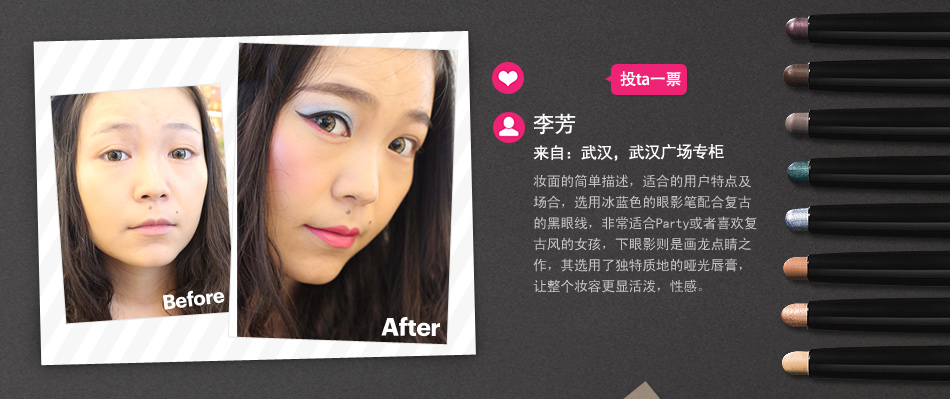 Before
After
投ta一票
李芳
来自：武汉，武汉广场专柜
妆面的简单描述，适合的用户特点及
场合，选用冰蓝色的眼影笔配合复古
的黑眼线，非常适合Party或者喜欢复
古风的女孩，下眼影则是画龙点睛之
作，其选用了独特质地的哑光唇膏，
让整个妆容更显活泼，性感。